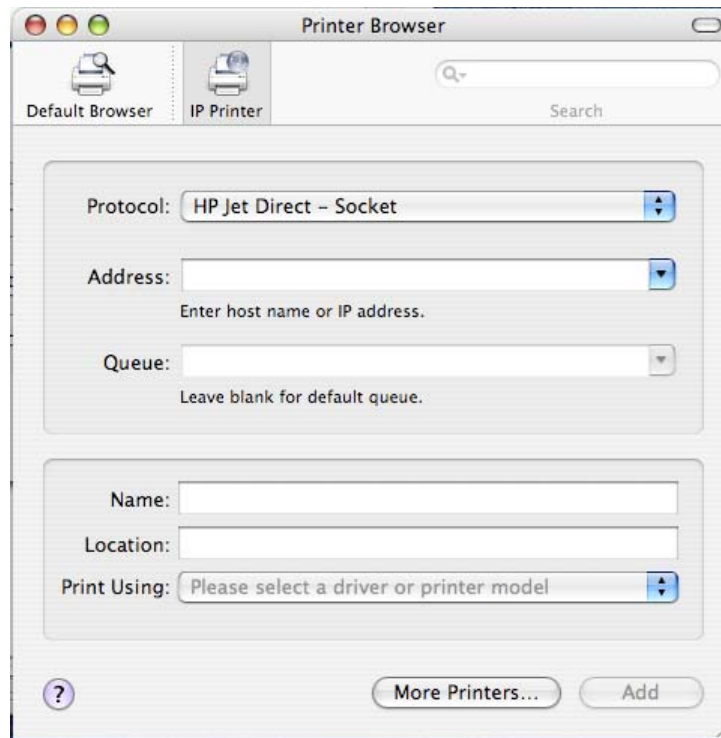 Printer Browser
Default Browser
IP Printer
Search
Protocol: HP Jet Direct – Socket
Address:
Enter host name or IP address.
Queue:
Leave blank for default queue.
Name:
Location:
Print Using: Please select a driver or printer model
? More Printers... Add